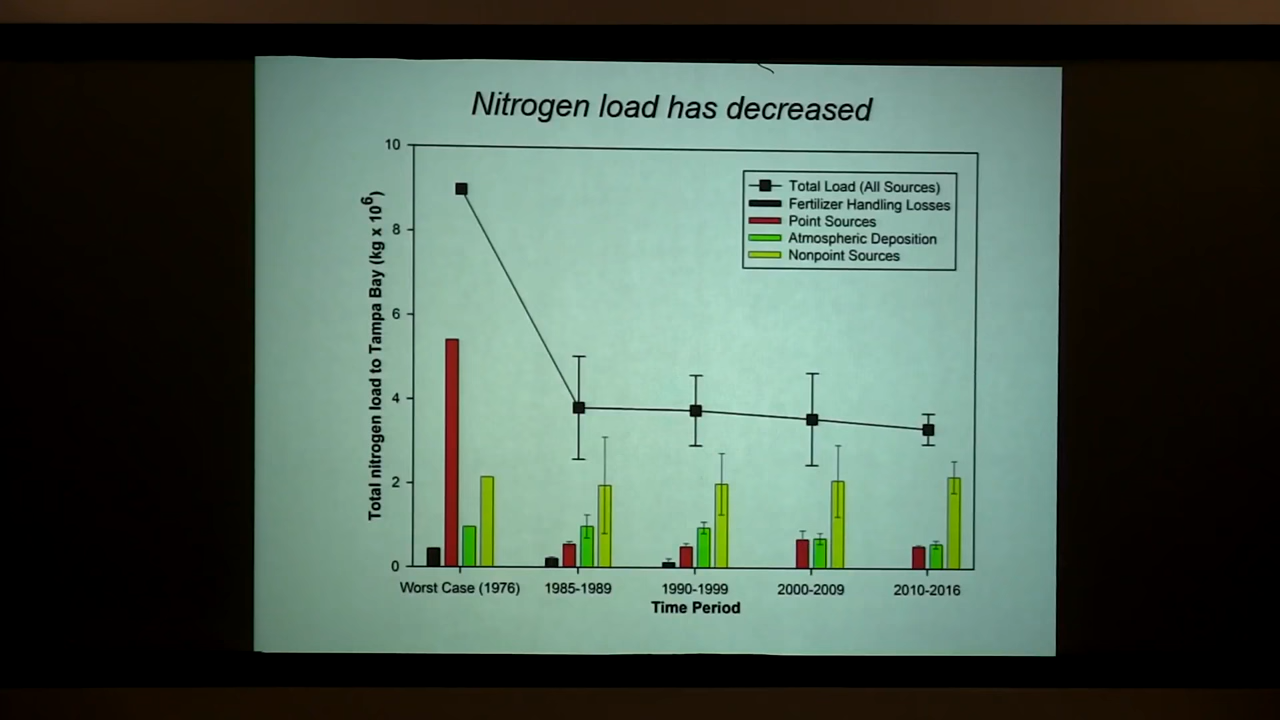 Nitrogen load has decreased
Total nitrogen load to Tampa Bay (kg x 10⁶)
10
8
6
4
2
0
Total Load (All Sources)
Fertilizer Handling Losses
Point Sources
Atmospheric Deposition
Nonpoint Sources
Worst Case (1976) 1985-1989 1990-1999 2000-2009 2010-2016
Time Period